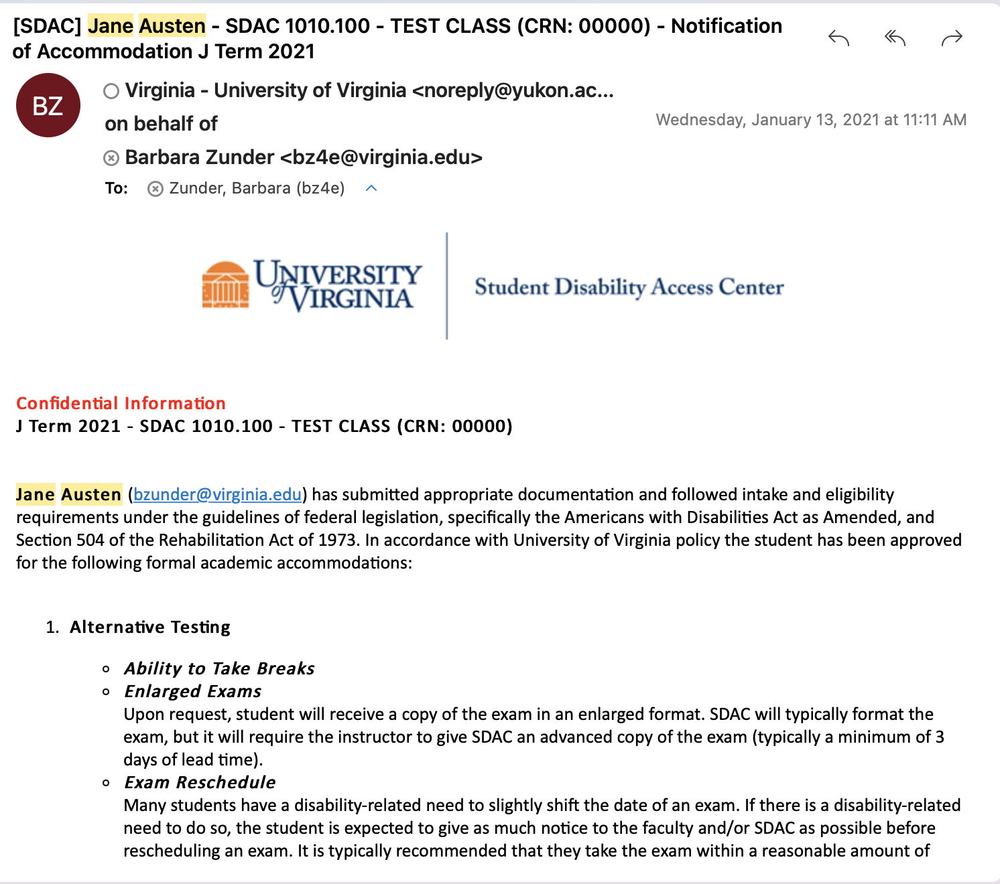 [SDAC] Jane Austen - SDAC 1010.100 - TEST CLASS (CRN: 00000) - Notification
of Accommodation J Term 2021
BZ
Virginia - University of Virginia <noreply@yukon.ac...
on behalf of
Wednesday, January 13, 2021 at 11:11 AM
Barbara Zunder <bz4e@virginia.edu>
To: Zunder, Barbara (bz4e)
UNIVERSITY
of VIRGINIA
Student Disability Access Center
Confidential Information
J Term 2021 - SDAC 1010.100 - TEST CLASS (CRN: 00000)
Jane Austen (bzunder@virginia.edu) has submitted appropriate documentation and followed intake and eligibility
requirements under the guidelines of federal legislation, specifically the Americans with Disabilities Act as Amended, and
Section 504 of the Rehabilitation Act of 1973. In accordance with University of Virginia policy the student has been approved
for the following formal academic accommodations:
1. Alternative Testing
Ability to Take Breaks
Enlarged Exams
Upon request, student will receive a copy of the exam in an enlarged format. SDAC will typically format the
exam, but it will require the instructor to give SDAC an advanced copy of the exam (typically a minimum of 3
days of lead time).
Exam Reschedule
Many students have a disability-related need to slightly shift the date of an exam. If there is a disability-related
need to do so, the student is expected to give as much notice to the faculty and/or SDAC as possible before
rescheduling an exam. It is typically recommended that they take the exam within a reasonable amount of